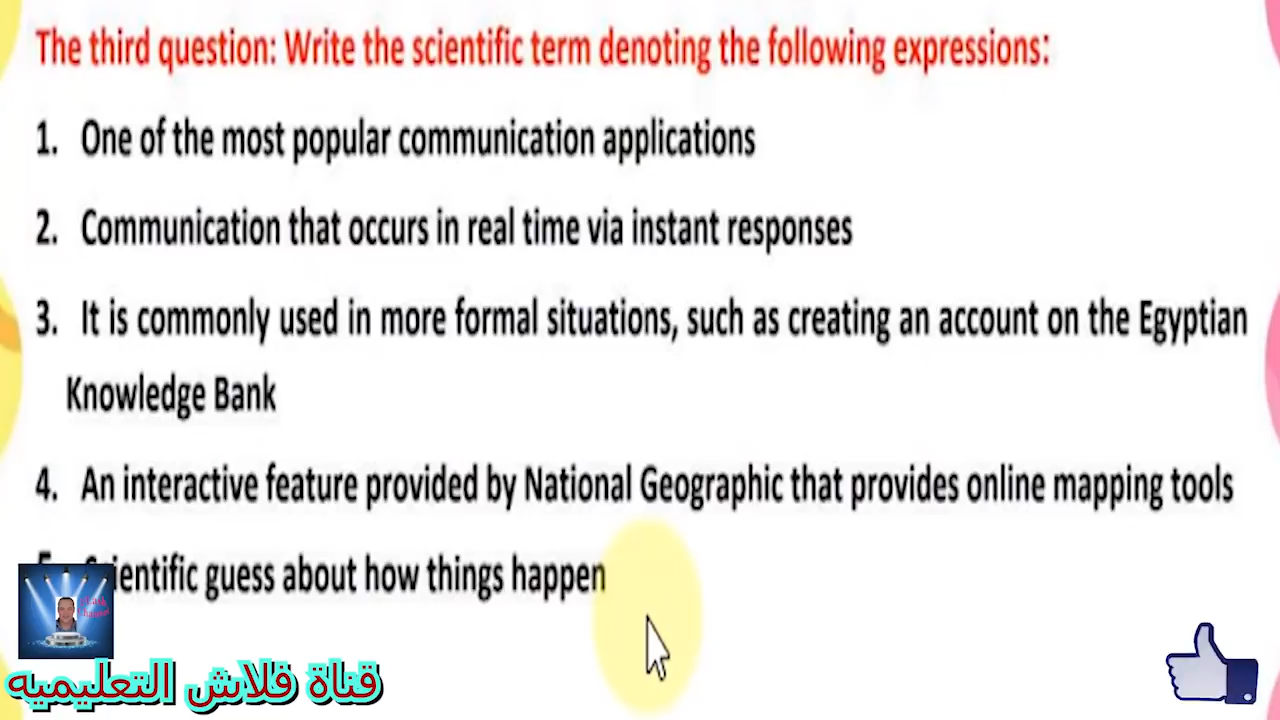 The third question: Write the scientific term denoting the following expressions:
1. One of the most popular communication applications
2. Communication that occurs in real time via instant responses
3. It is commonly used in more formal situations, such as creating an account on the Egyptian
Knowledge Bank
4. An interactive feature provided by National Geographic that provides online mapping tools
5. Scientific guess about how things happen
قناة فلاش التعليميه